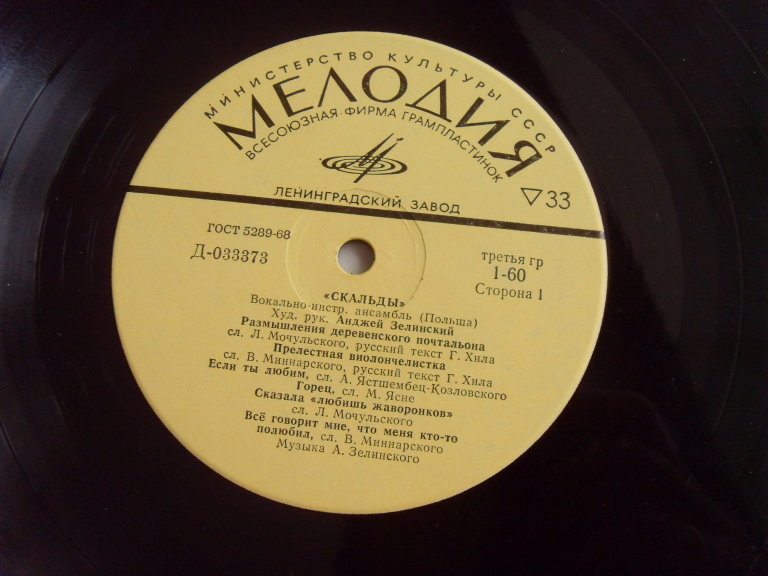 МИНИСТЕРСТВО КУЛЬТУРЫ СССР
МЕЛОДИЯ
ВСЕСОЮЗНАЯ ФИРМА ГРАМПЛАСТИНОК
ЛЕНИНГРАДСКИЙ ЗАВОД
▽33
ГОСТ 5289-68
Д-033373
третья гр
1-60
Сторона 1
«СКАЛЬДЫ»
Вокально-инстр. ансамбль (Польша)
Худ. рук. Анджей Зелинский
Размышления деревенского почтальона
сл. Л. Мочульского, русский текст Г. Хила
Прелестная виолончелистка
сл. В. Миннарского, русский текст Г. Хила
Если ты любим, сл. А. Ястшембец-Козловского
Горец, сл. М. Ясне
Сказала «любишь жаворонков»
сл. Л. Мочульского
Всё говорит мне, что меня кто-то
полюбил, сл. В. Миннарского
Музыка А. Зелинского